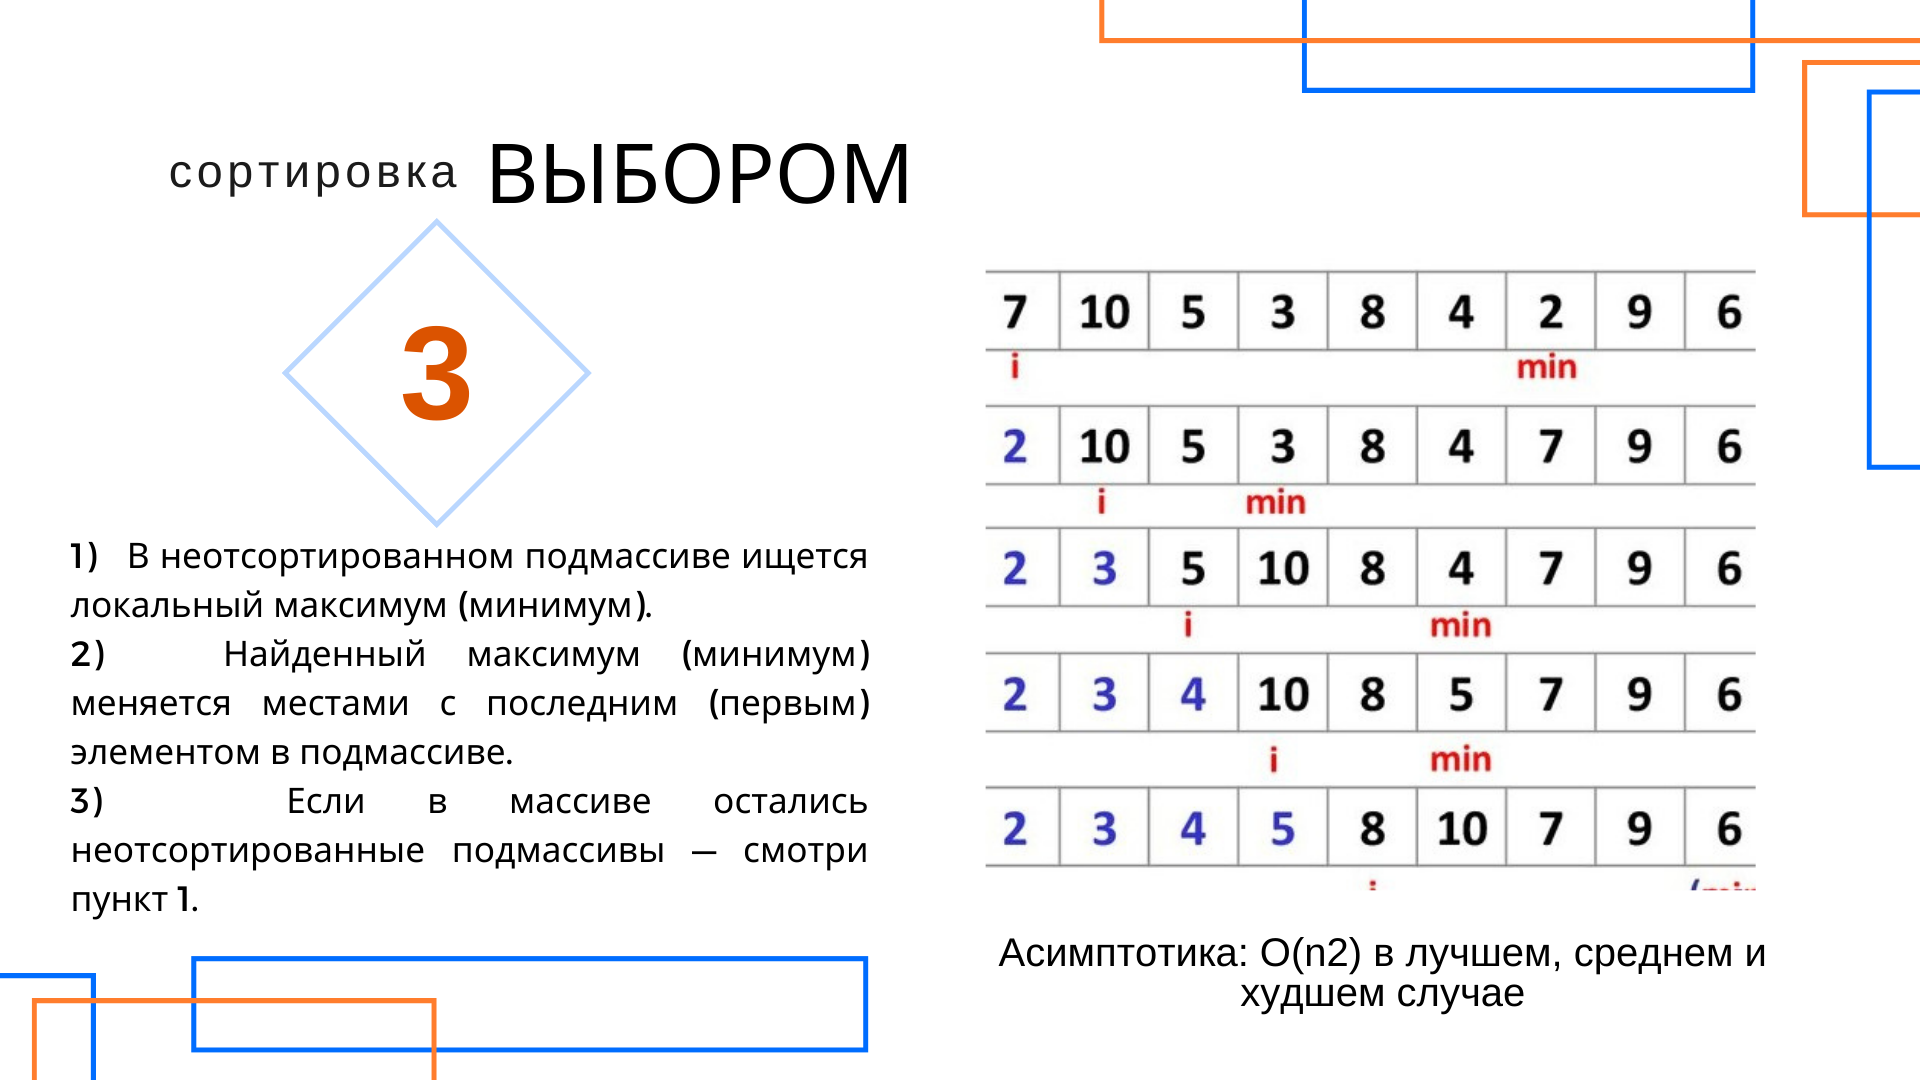 сортировка ВЫБОРОМ
3
1) В неотсортированном подмассиве ищется
локальный максимум (минимум).
2) Найденный максимум (минимум)
меняется местами с последним (первым)
элементом в подмассиве.
3) Если в массиве остались
неотсортированные подмассивы — смотри
пункт 1.
7 10 5 3 8 4 2 9 6
i min
2 10 5 3 8 4 7 9 6
i min
2 3 5 10 8 4 7 9 6
i min
2 3 4 10 8 5 7 9 6
i min
2 3 4 5 8 10 7 9 6
Асимптотика: O(n2) в лучшем, среднем и
худшем случае